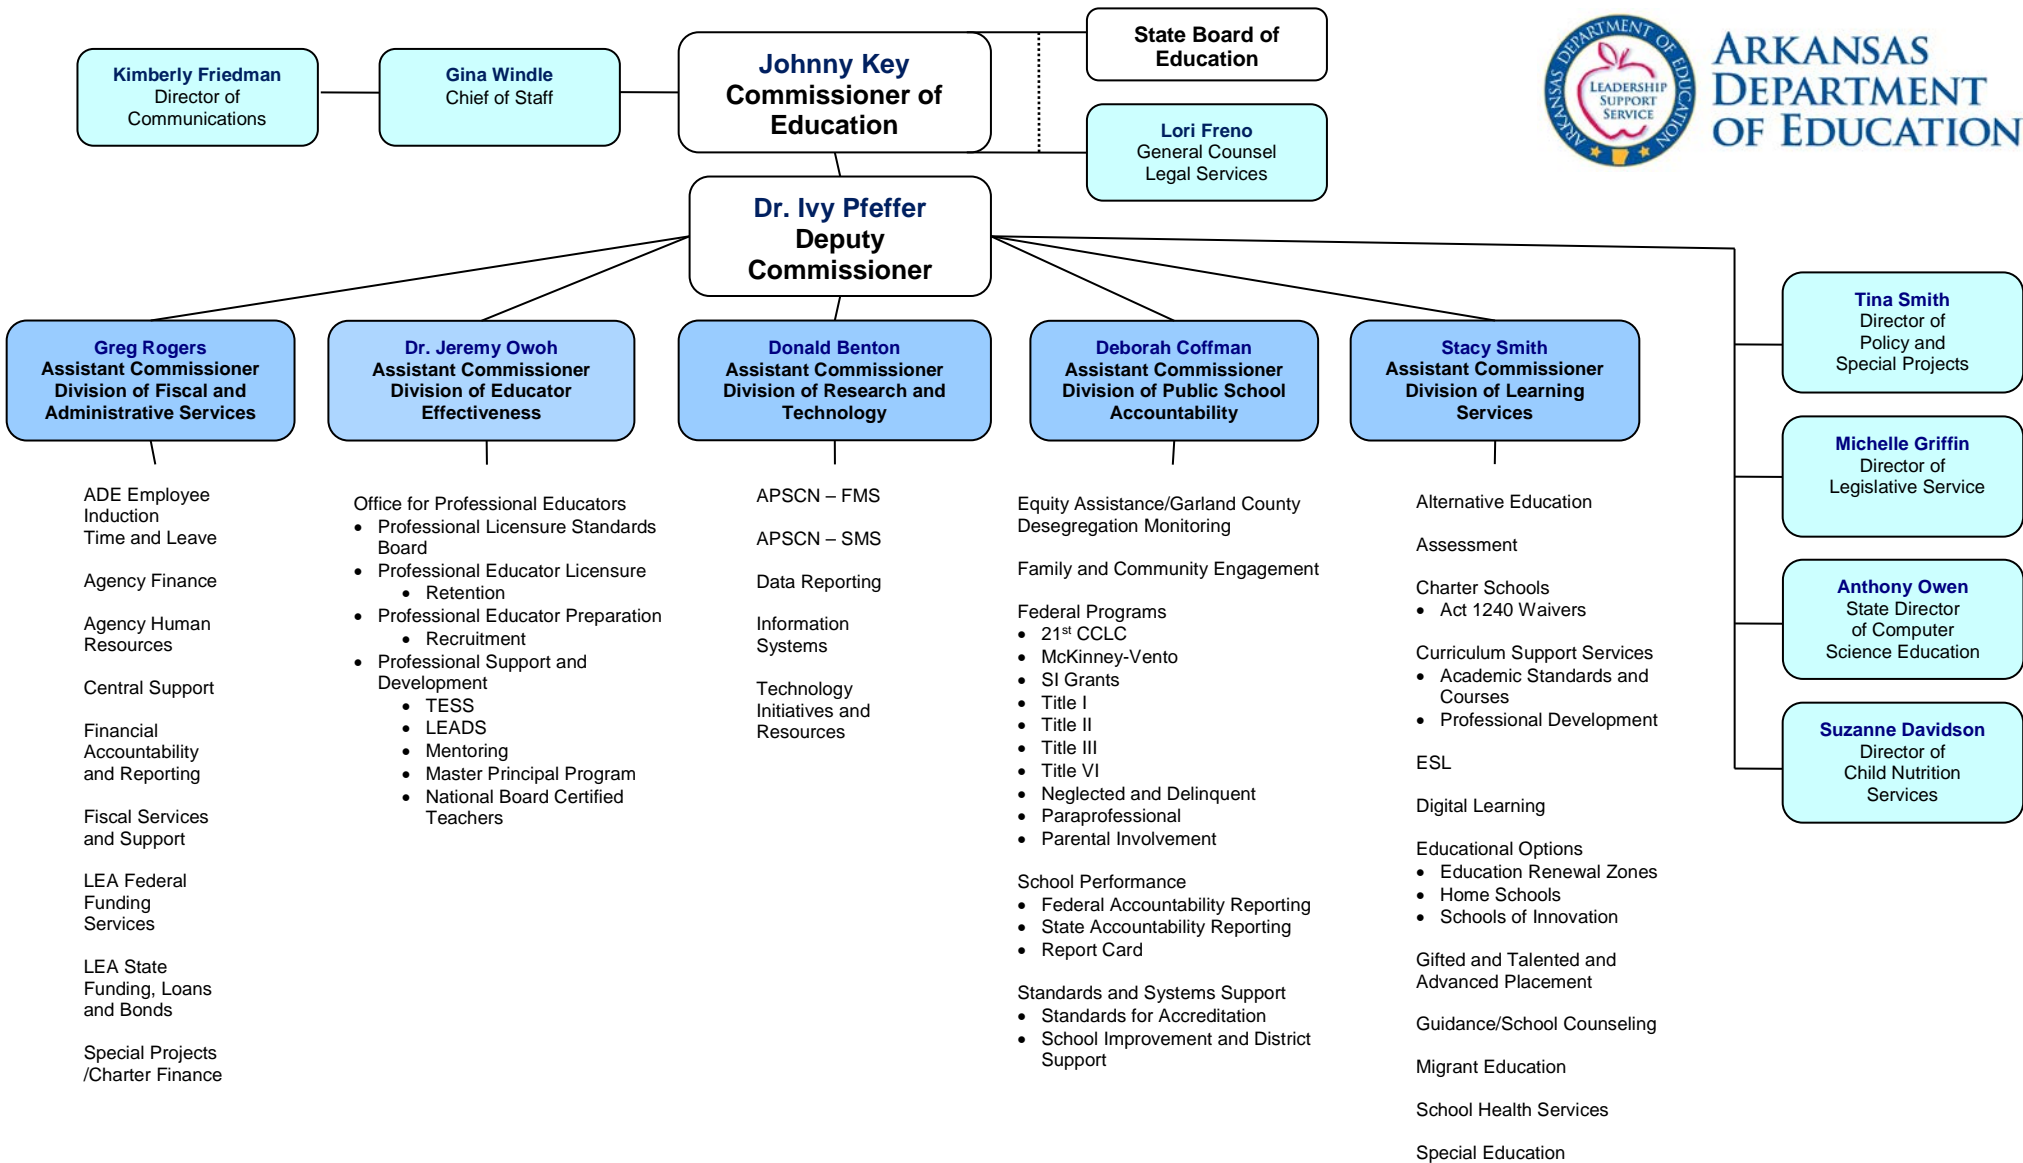 Kimberly Friedman
Director of
Communications
Gina Windle
Chief of Staff
Johnny Key
Commissioner of
Education
State Board of
Education
Lori Freno
General Counsel
Legal Services
ARKANSAS DEPARTMENT OF EDUCATION
LEADERSHIP
SUPPORT
SERVICE
ARKANSAS
DEPARTMENT
OF EDUCATION
Dr. Ivy Pfeffer
Deputy
Commissioner
Greg Rogers
Assistant Commissioner
Division of Fiscal and
Administrative Services
Dr. Jeremy Owoh
Assistant Commissioner
Division of Educator
Effectiveness
Donald Benton
Assistant Commissioner
Division of Research and
Technology
Deborah Coffman
Assistant Commissioner
Division of Public School
Accountability
Stacy Smith
Assistant Commissioner
Division of Learning
Services
Tina Smith
Director of
Policy and
Special Projects
Michelle Griffin
Director of
Legislative Service
Anthony Owen
State Director
of Computer
Science Education
Suzanne Davidson
Director of
Child Nutrition
Services
ADE Employee
Induction
Time and Leave
Agency Finance
Agency Human
Resources
Central Support
Financial
Accountability
and Reporting
Fiscal Services
and Support
LEA Federal
Funding
Services
LEA State
Funding, Loans
and Bonds
Special Projects
/Charter Finance
Office for Professional Educators
• Professional Licensure Standards
Board
• Professional Educator Licensure
• Retention
• Professional Educator Preparation
• Recruitment
• Professional Support and
Development
• TESS
• LEADS
• Mentoring
• Master Principal Program
• National Board Certified
Teachers
APSCN – FMS
APSCN – SMS
Data Reporting
Information
Systems
Technology
Initiatives and
Resources
Equity Assistance/Garland County
Desegregation Monitoring
Family and Community Engagement
Federal Programs
• 21st CCLC
• McKinney-Vento
• SI Grants
• Title I
• Title II
• Title III
• Title VI
• Neglected and Delinquent
• Paraprofessional
• Parental Involvement
School Performance
• Federal Accountability Reporting
• State Accountability Reporting
• Report Card
Standards and Systems Support
• Standards for Accreditation
• School Improvement and District
Support
Alternative Education
Assessment
Charter Schools
• Act 1240 Waivers
Curriculum Support Services
• Academic Standards and
Courses
• Professional Development
ESL
Digital Learning
Educational Options
• Education Renewal Zones
• Home Schools
• Schools of Innovation
Gifted and Talented and
Advanced Placement
Guidance/School Counseling
Migrant Education
School Health Services
Special Education